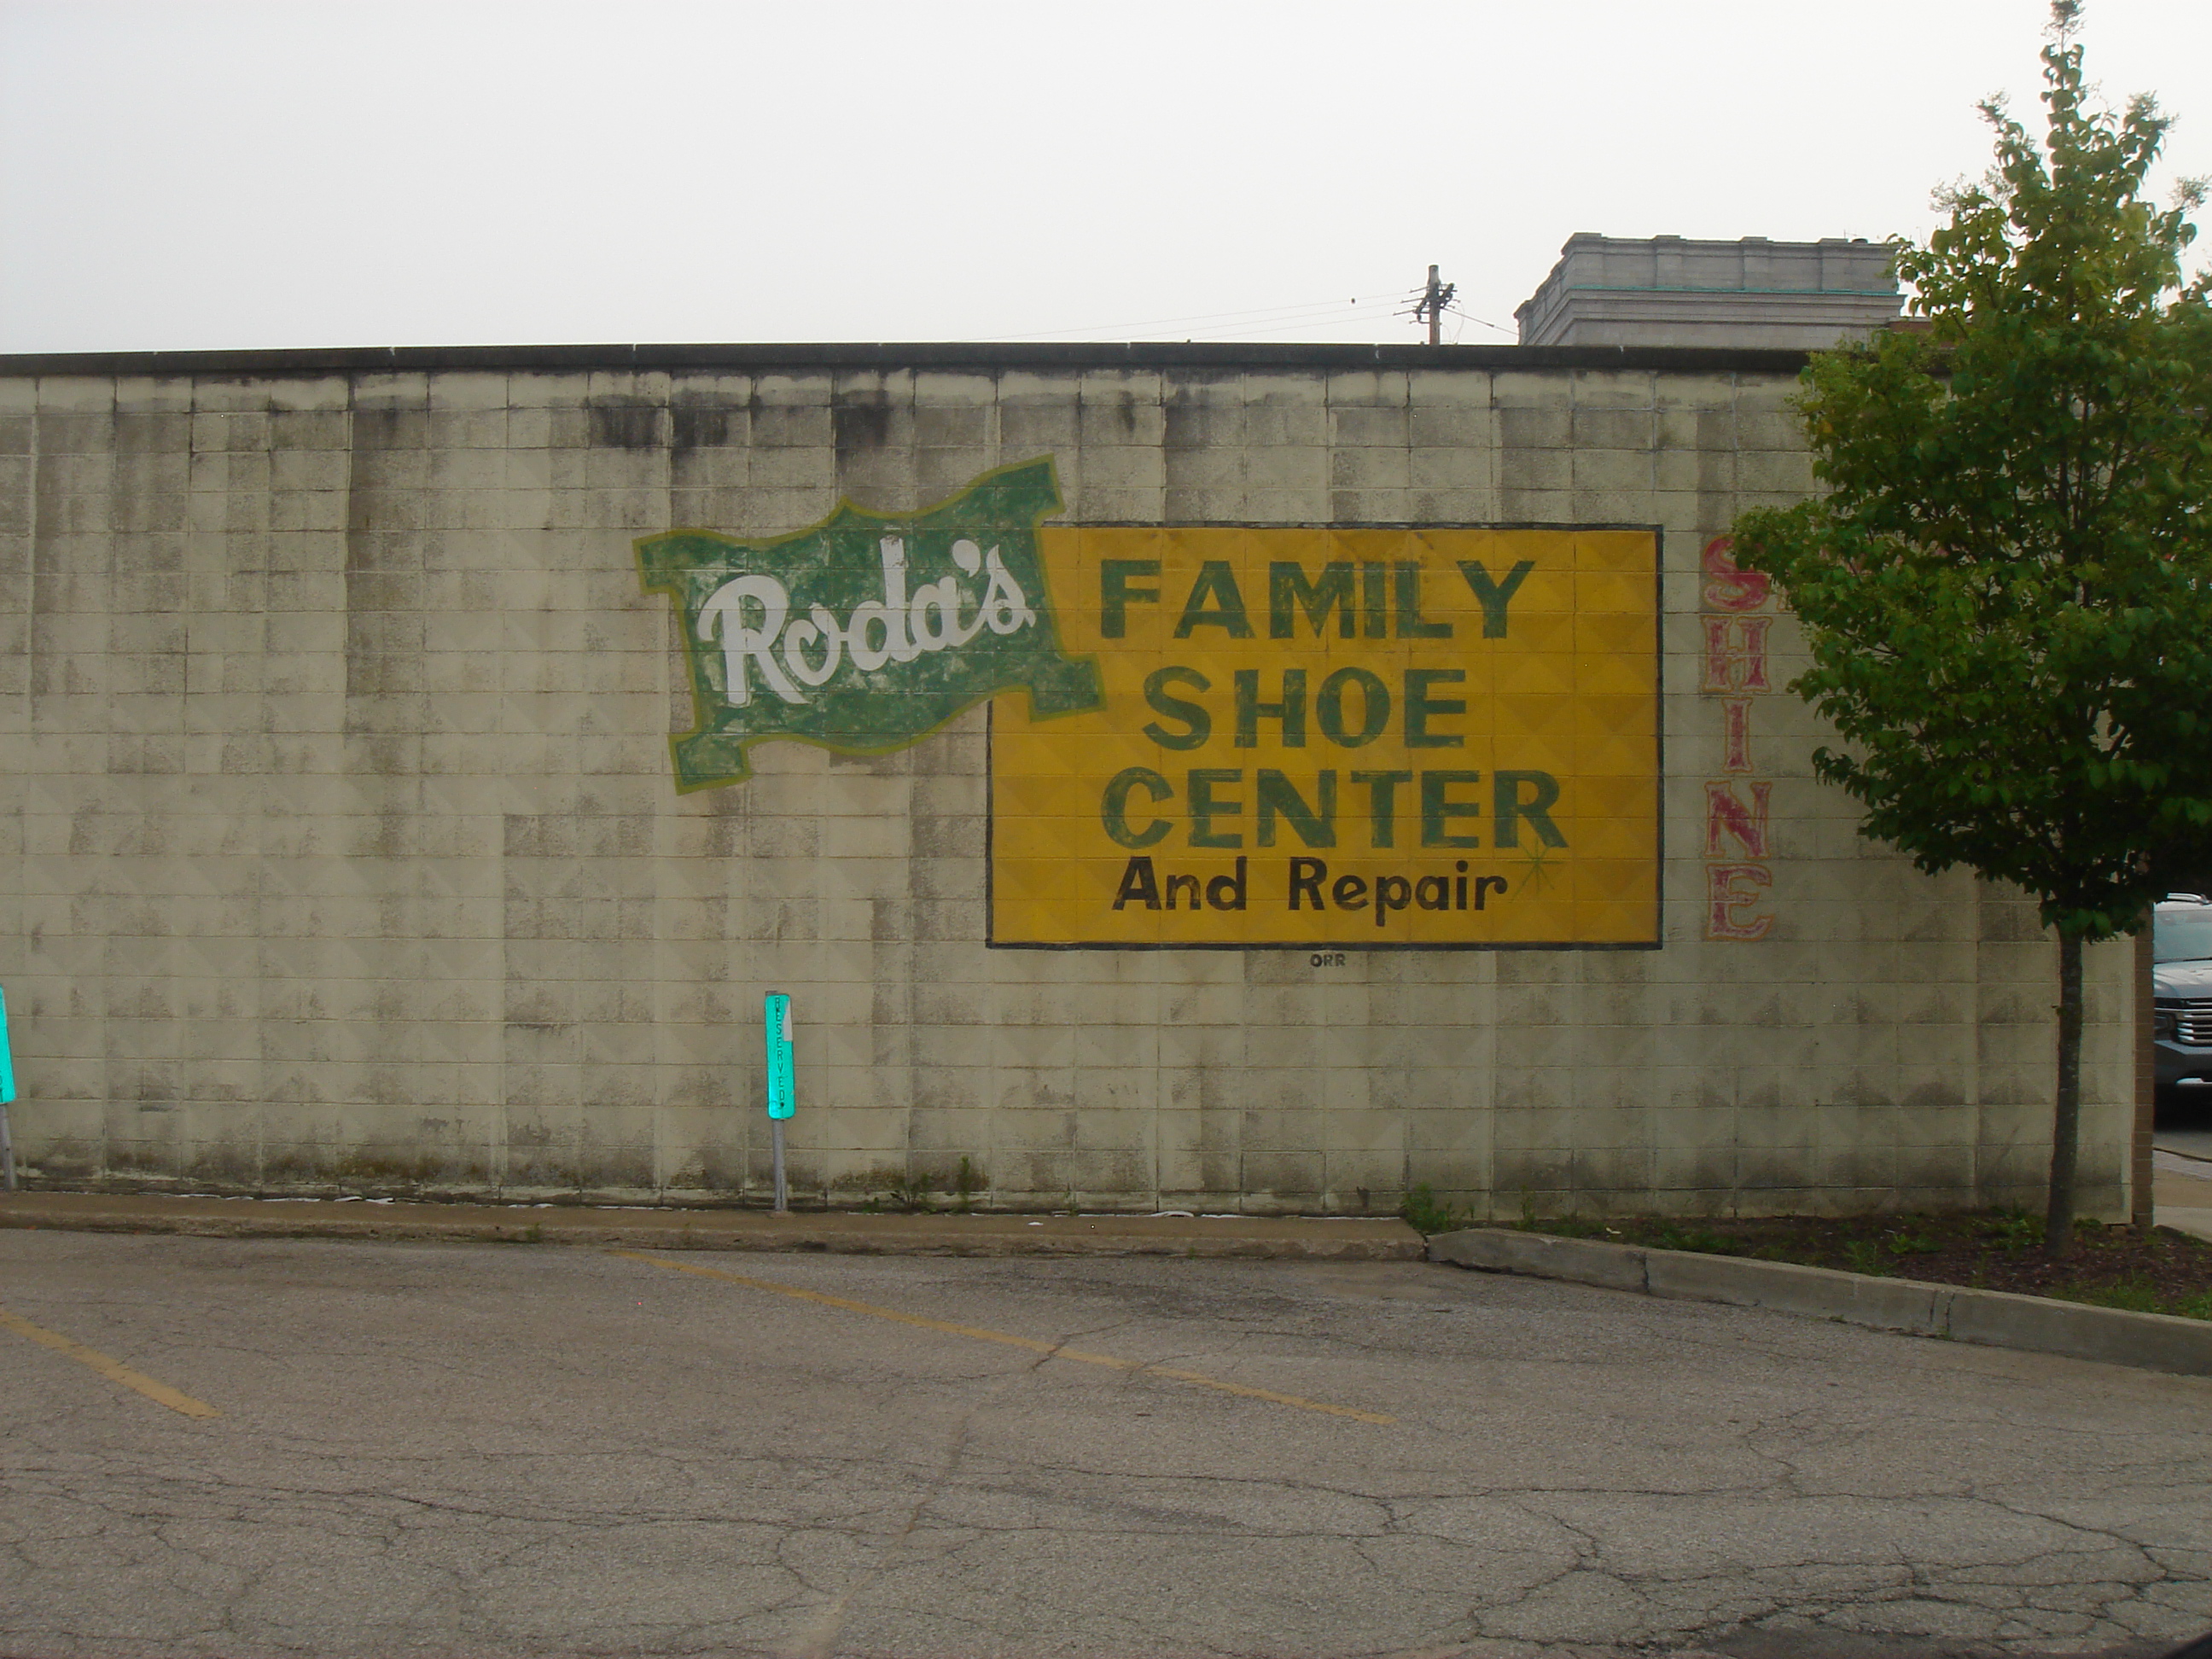 Roda's
FAMILY
SHOE
CENTER
And Repair
ORR
SHINE
RESERVED